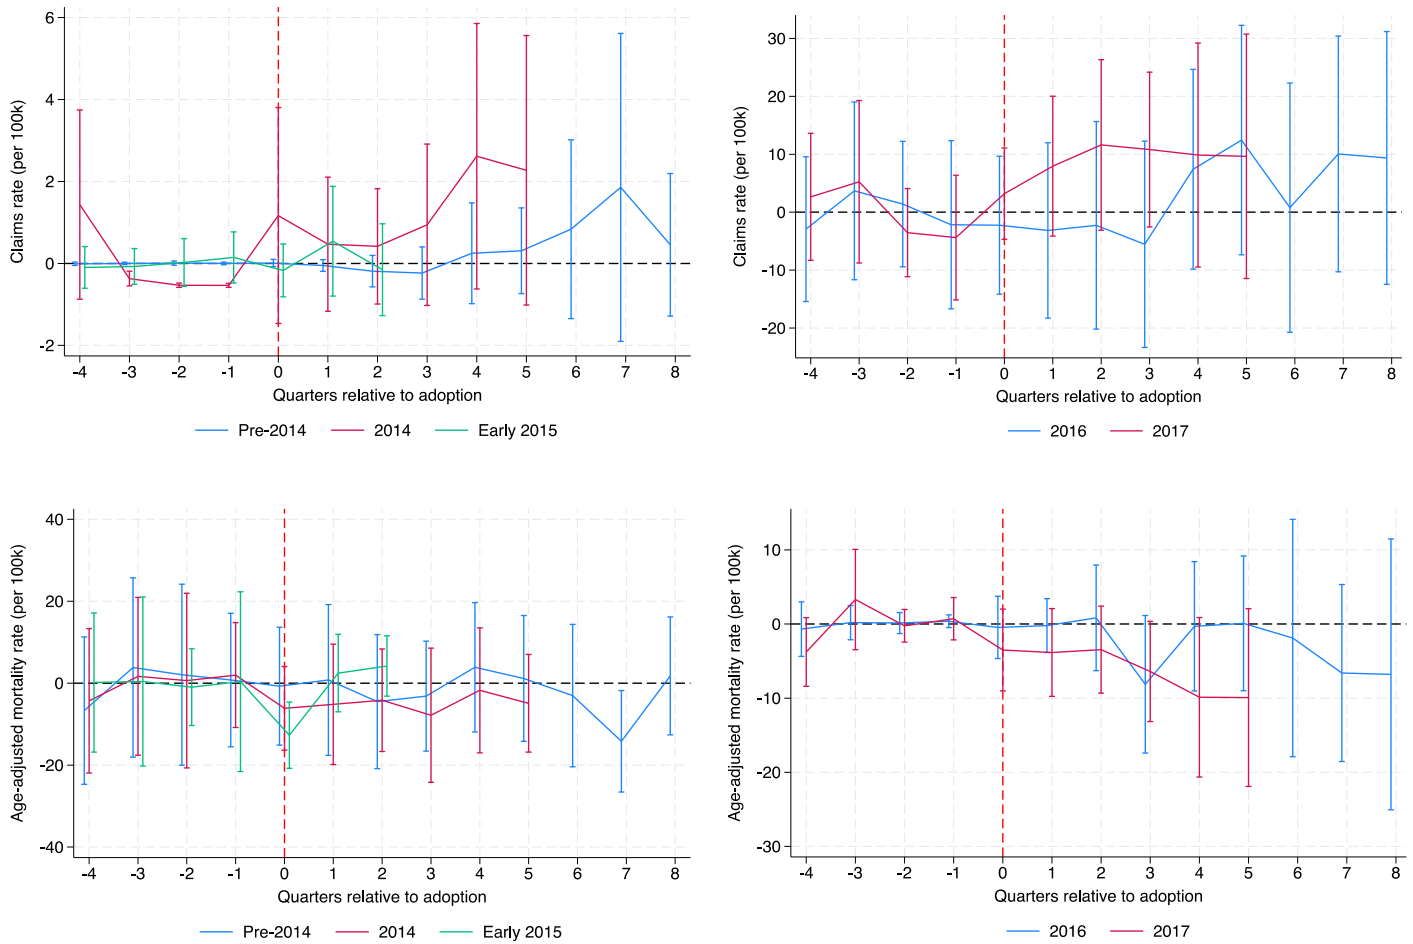 Claims rate (per 100k)
6
4
2
0
-2
-4 -3 -2 -1 0 1 2 3 4 5 6 7 8
Quarters relative to adoption
Pre-2014 2014 Early 2015
Claims rate (per 100k)
30
20
10
0
-10
-20
-4 -3 -2 -1 0 1 2 3 4 5 6 7 8
Quarters relative to adoption
2016 2017
Age-adjusted mortality rate (per 100k)
40
20
0
-20
-40
-4 -3 -2 -1 0 1 2 3 4 5 6 7 8
Quarters relative to adoption
Pre-2014 2014 Early 2015
Age-adjusted mortality rate (per 100k)
10
0
-10
-20
-30
-4 -3 -2 -1 0 1 2 3 4 5 6 7 8
Quarters relative to adoption
2016 2017